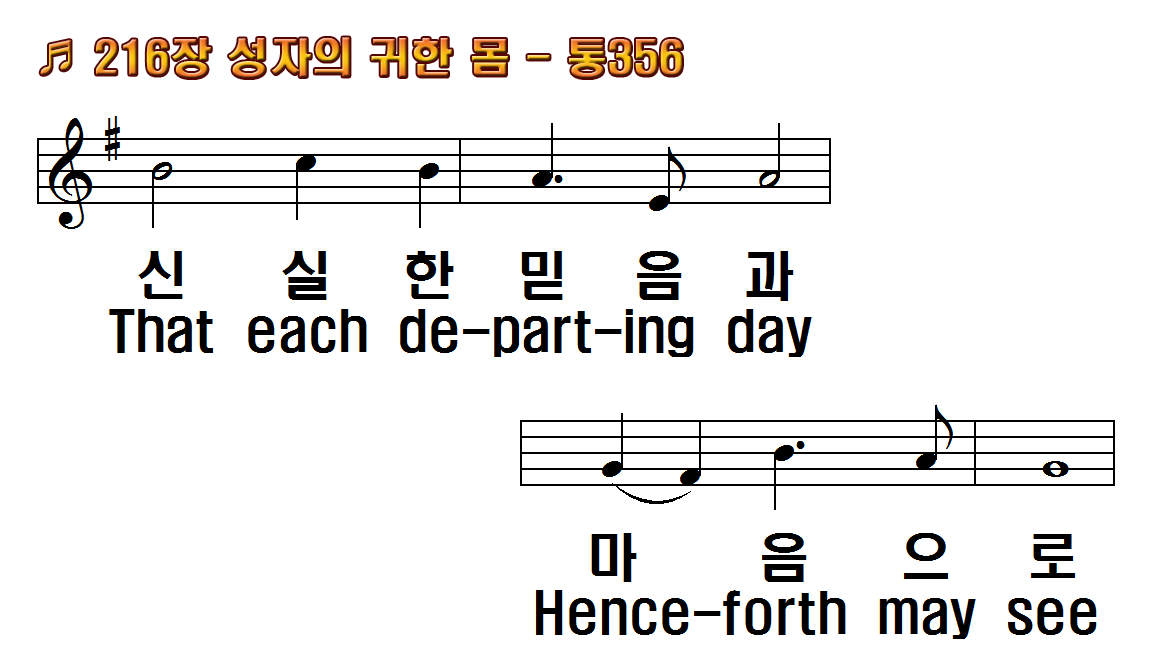 ♬ 216장 성자의 귀한 몸 - 통356
신 실 한 믿 음 과
That each de-part-ing day
마 음 으 로
Hence-forth may see